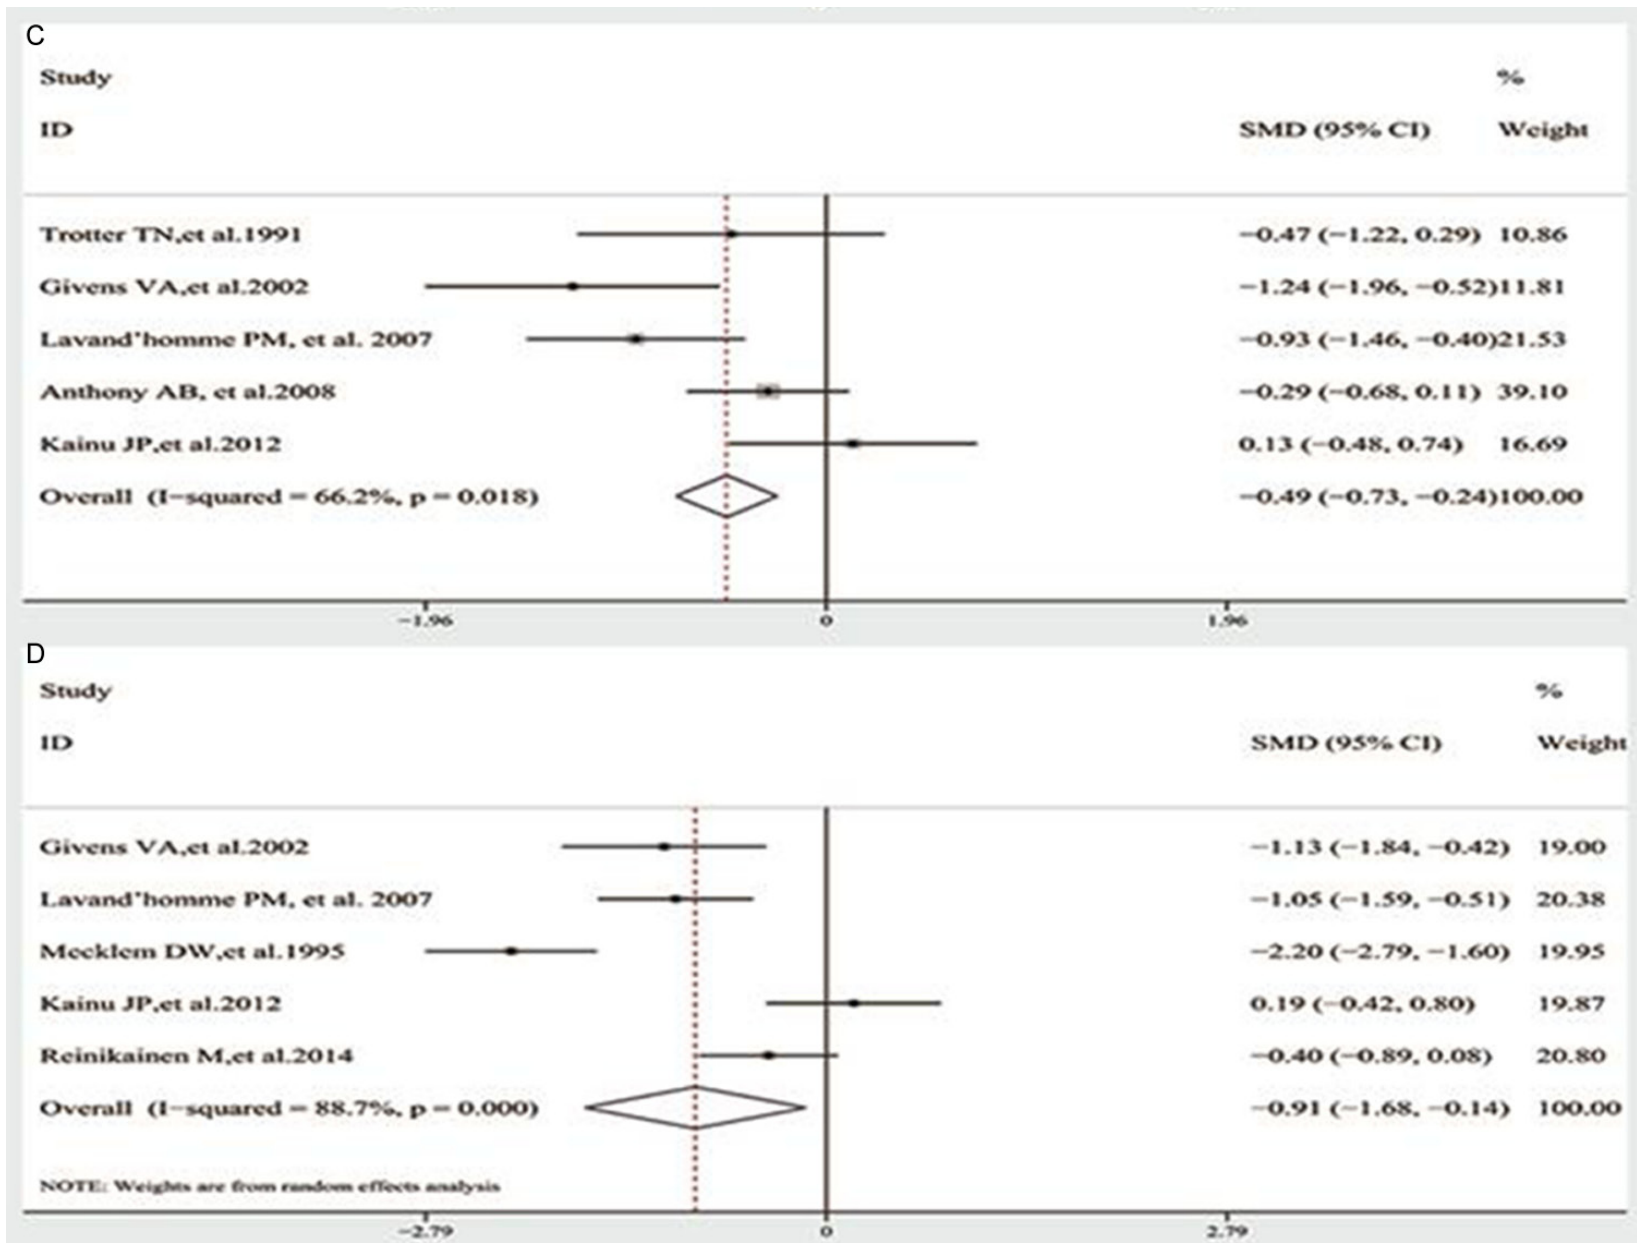 C
Study %
ID SMD (95% CI) Weight
Trotter TN,et al.1991 −0.47 (−1.22, 0.29) 10.86
Givens VA,et al.2002 −1.24 (−1.96, −0.52)11.81
Lavand'homme PM, et al. 2007 −0.93 (−1.46, −0.40)21.53
Anthony AB, et al.2008 −0.29 (−0.68, 0.11) 39.10
Kainu JP,et al.2012 0.13 (−0.48, 0.74) 16.69
Overall (I−squared = 66.2%, p = 0.018) −0.49 (−0.73, −0.24)100.00
−1.96 0 1.96
D
Study %
ID SMD (95% CI) Weight
Givens VA,et al.2002 −1.13 (−1.84, −0.42) 19.00
Lavand'homme PM, et al. 2007 −1.05 (−1.59, −0.51) 20.38
Mecklem DW,et al.1995 −2.20 (−2.79, −1.60) 19.95
Kainu JP,et al.2012 0.19 (−0.42, 0.80) 19.87
Reinikainen M,et al.2014 −0.40 (−0.89, 0.08) 20.80
Overall (I−squared = 88.7%, p = 0.000) −0.91 (−1.68, −0.14) 100.00
NOTE: Weights are from random effects analysis
−2.79 0 2.79